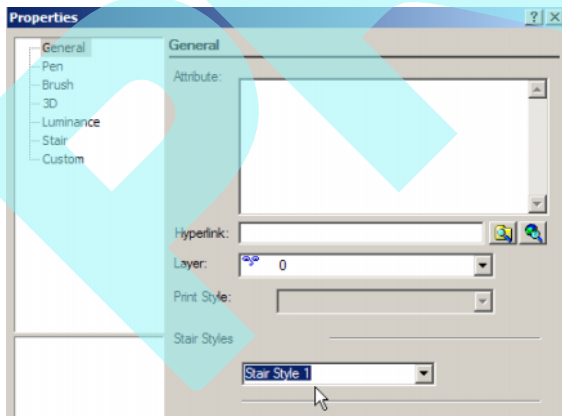 Properties
General
Pen
Brush
3D
Luminance
Stair
Custom
General
Attribute:
Hyperlink:
Layer:
0
Print Style:
Stair Styles
Stair Style 1